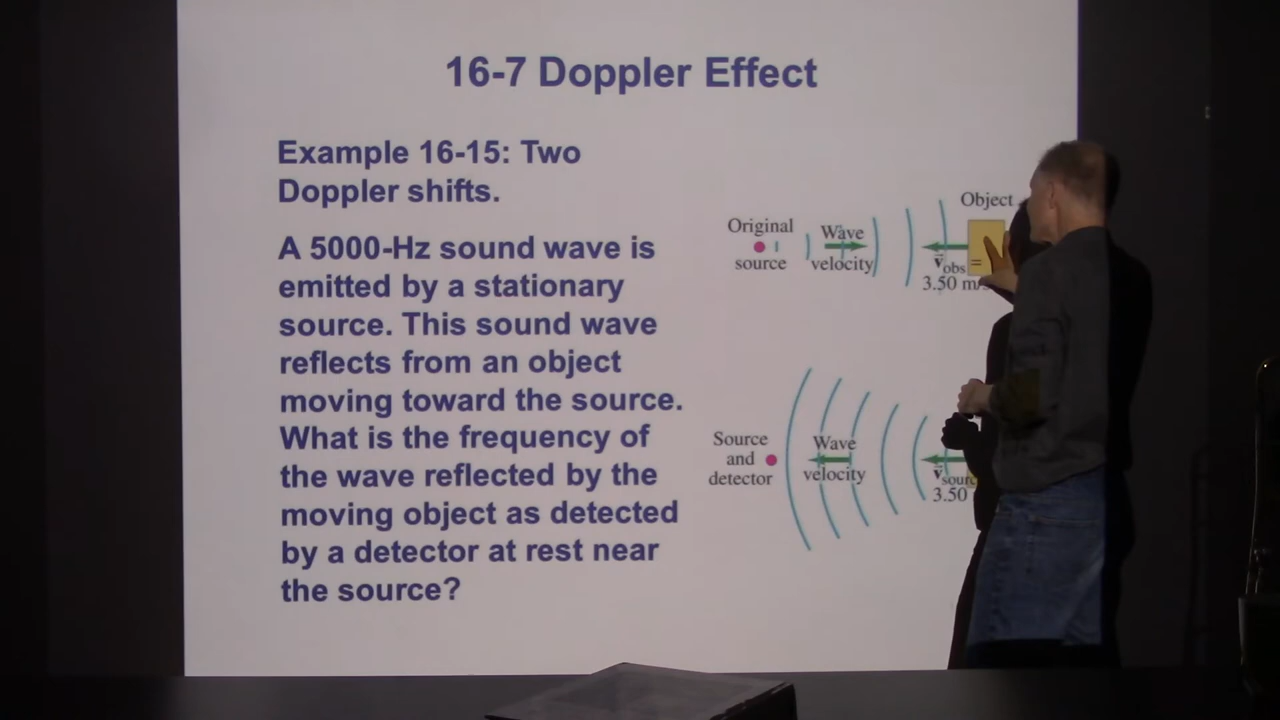 16-7 Doppler Effect
Example 16-15: Two
Doppler shifts.
A 5000-Hz sound wave is
emitted by a stationary
source. This sound wave
reflects from an object
moving toward the source.
What is the frequency of
the wave reflected by the
moving object as detected
by a detector at rest near
the source?
Object
Original
source
Wave
velocity
v obs =
3.50
Source
and
detector
Wave
velocity
3.50